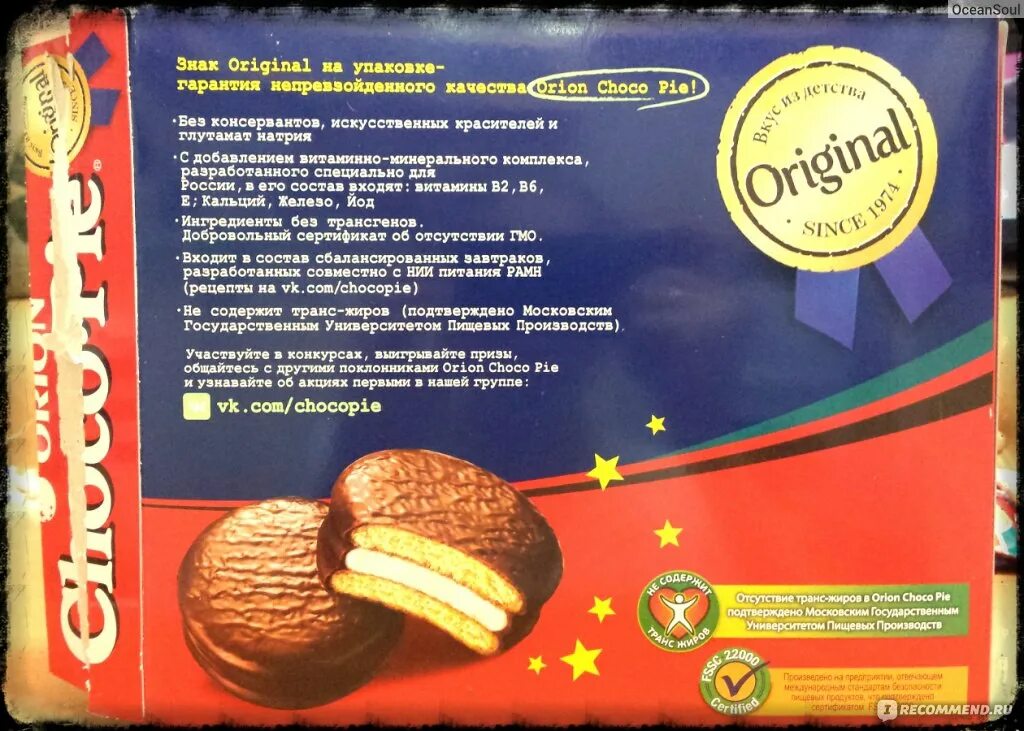 OceanSoul
ORION
Choco Pie®
Original
Знак Original на упаковке-
гарантия непревзойденного качества Orion Choco Pie!
·Без консервантов, искусственных красителей и
глутамат натрия
·С добавлением витаминно-минерального комплекса,
разработанного специально для
России, в его состав входят: витамины В2,В6,
Е; Кальций, Железо, Йод
·Ингредиенты без трансгенов.
Добровольный сертификат об отсутствии ГМО.
·Входит в состав сбалансированных завтраков,
разработанных совместно с НИИ питания РАМН
(рецепты на vk.com/chocopie)
·Не содержит транс-жиров (подтверждено Московским
Государственным Университетом Пищевых Производств)
Участвуйте в конкурсах, выигрывайте призы,
общайтесь с другими поклонниками Orion Choco Pie
и узнавайте об акциях первыми в нашей группе:
vk.com/chocopie
Вкус из детства
Original
· SINCE 1974 ·
НЕ СОДЕРЖИТ
ТРАНС ЖИРОВ
Отсутствие транс-жиров в Orion Choco Pie
подтверждено Московским Государственным
Университетом Пищевых Производств
FSSC 22000
Certified
Произведено на предприятии, отвечающем
международным стандартам безопасности
пищевых продуктов, что подтверждено
сертификатом
IRECOMMEND.RU